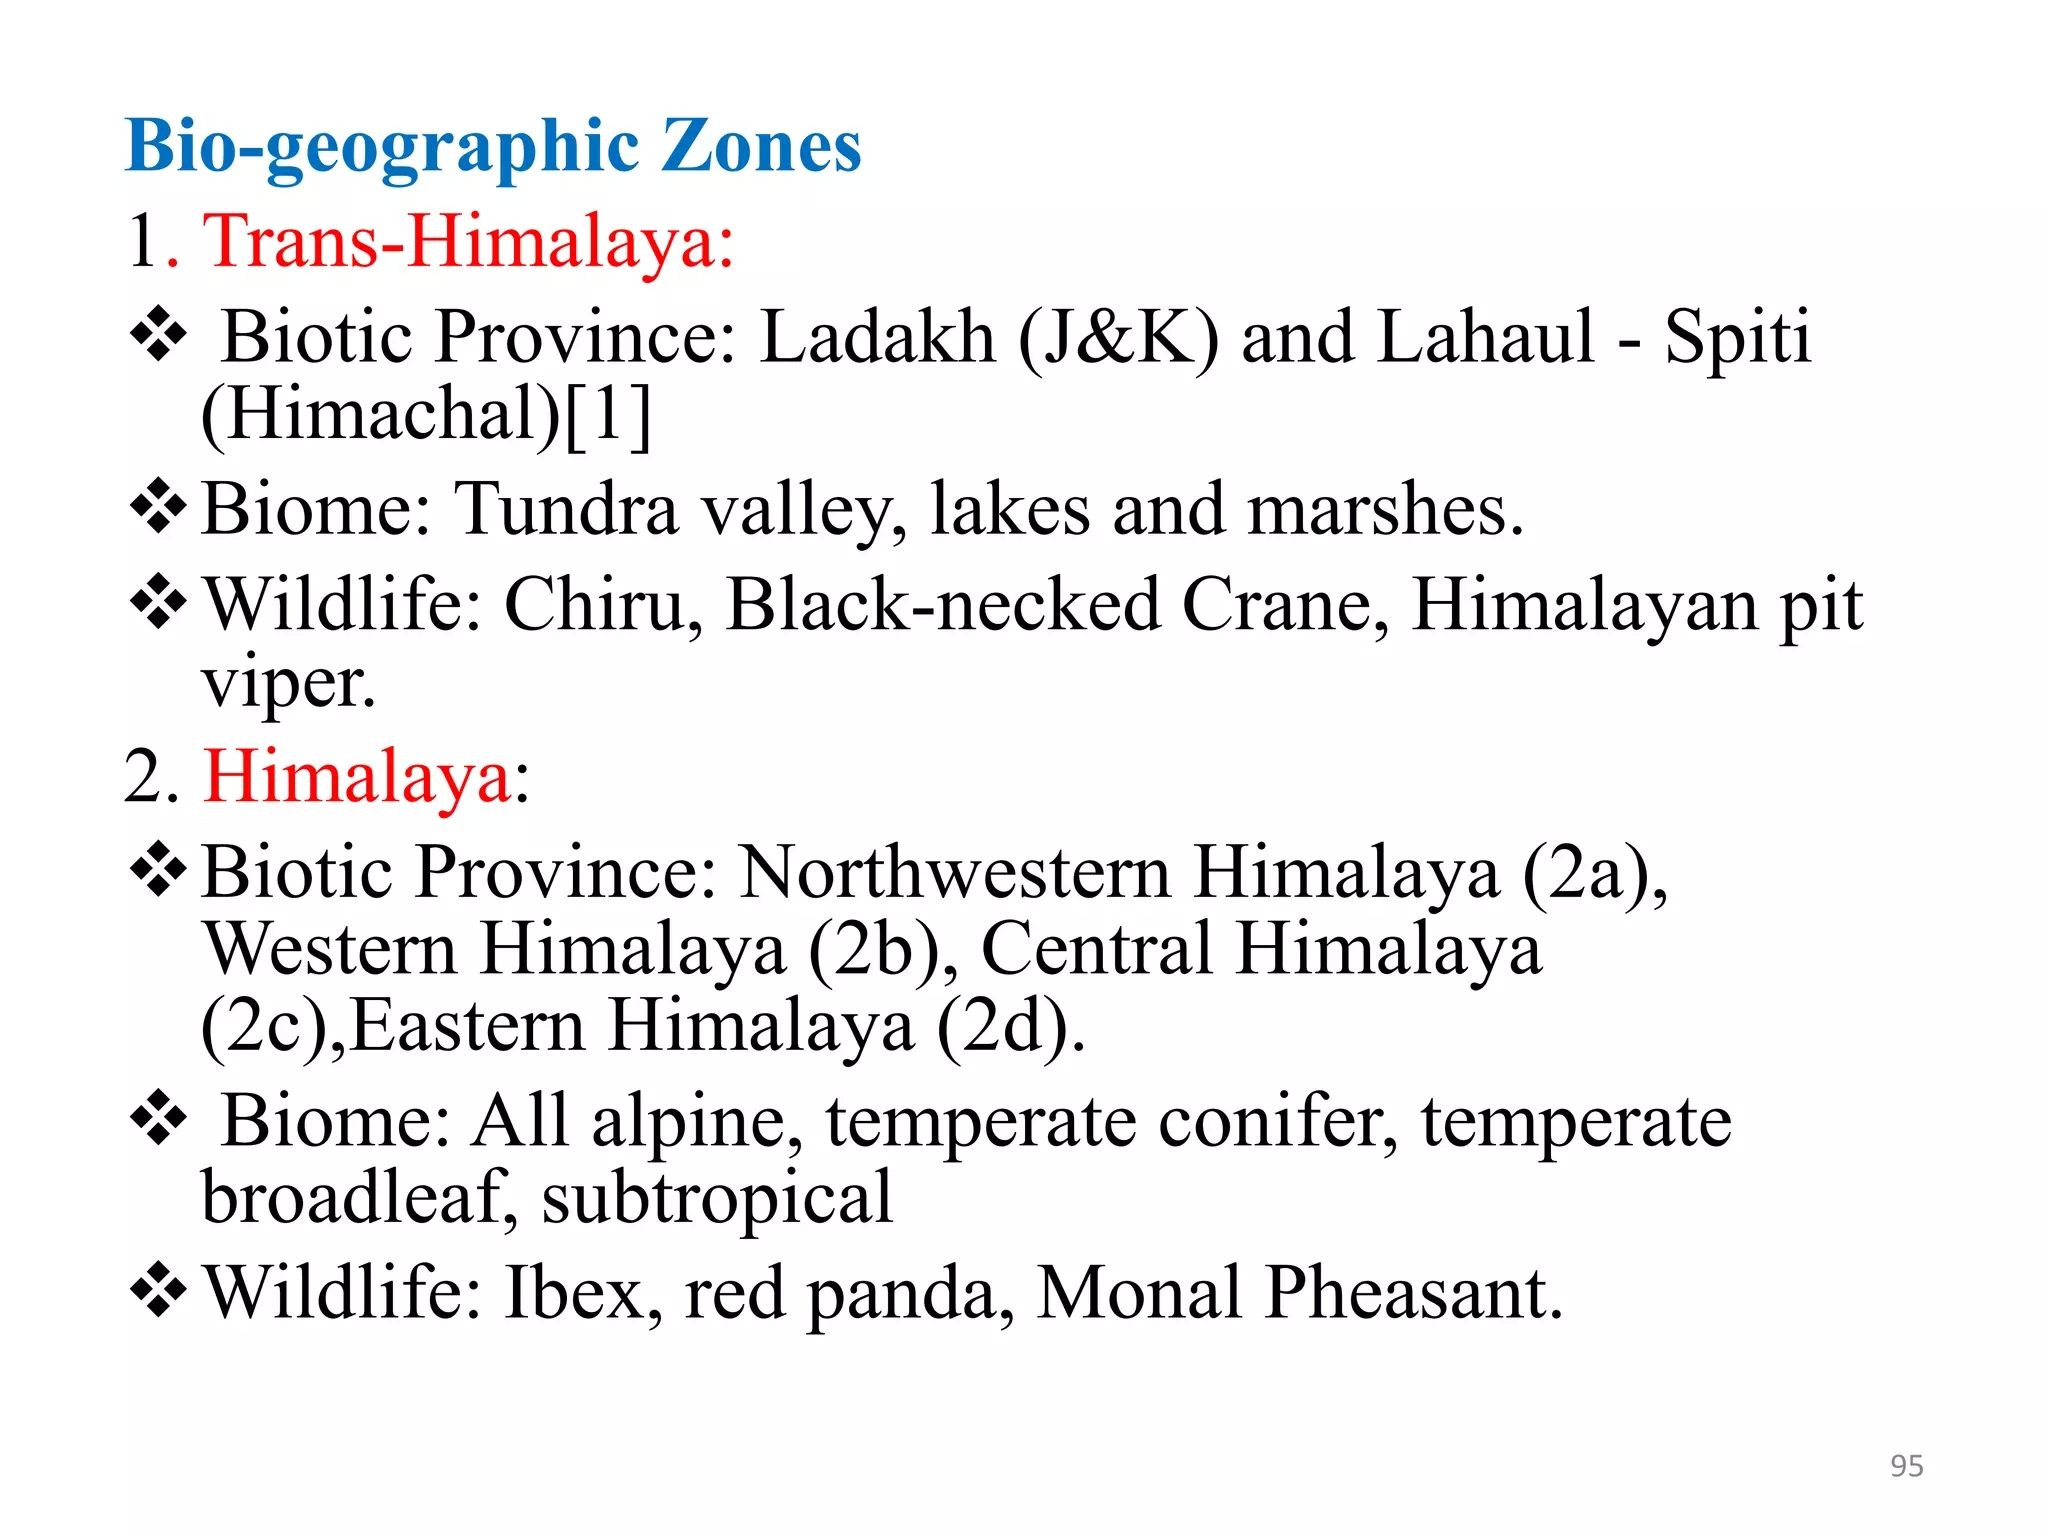 Bio-geographic Zones
1. Trans-Himalaya:
❖ Biotic Province: Ladakh (J&K) and Lahaul - Spiti
(Himachal)[1]
❖Biome: Tundra valley, lakes and marshes.
❖Wildlife: Chiru, Black-necked Crane, Himalayan pit
viper.
2. Himalaya:
❖Biotic Province: Northwestern Himalaya (2a),
Western Himalaya (2b), Central Himalaya
(2c),Eastern Himalaya (2d).
❖ Biome: All alpine, temperate conifer, temperate
broadleaf, subtropical
❖Wildlife: Ibex, red panda, Monal Pheasant.
95